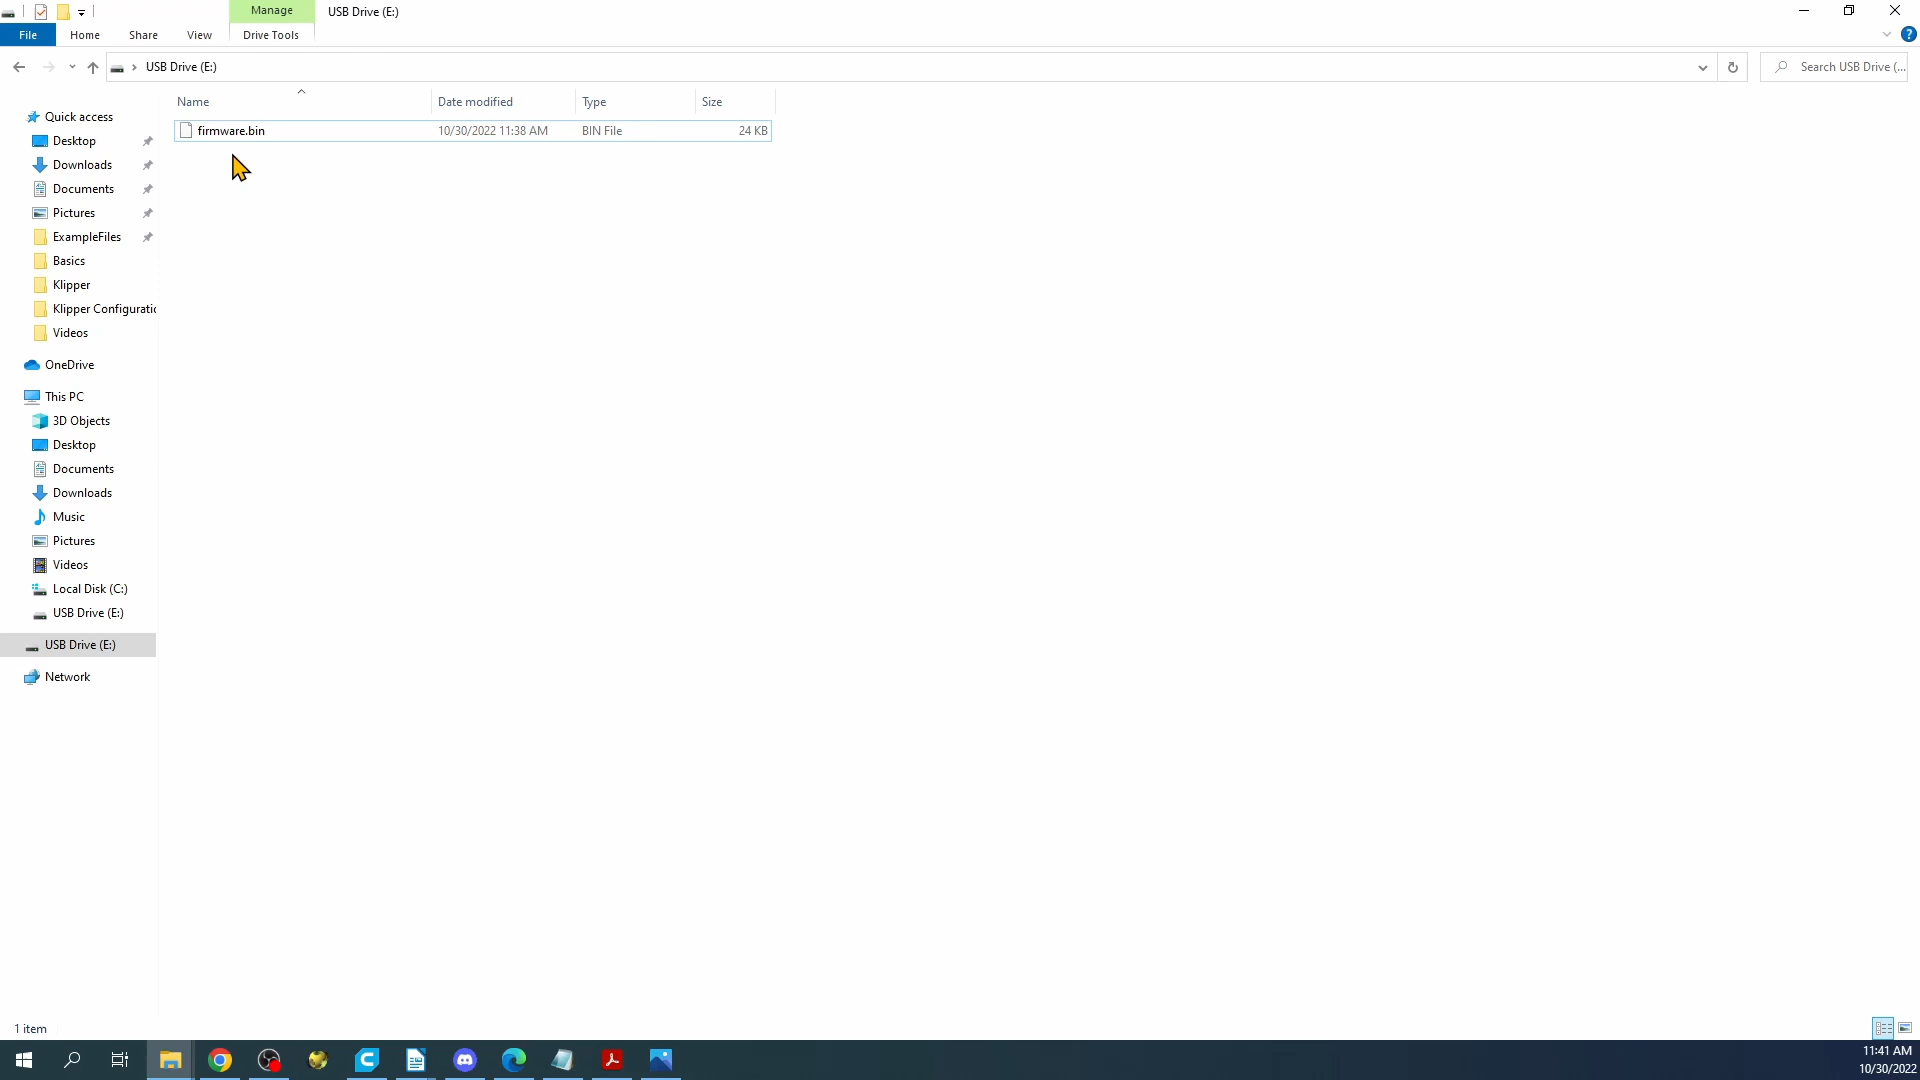 Manage
USB Drive (E:)
File
Home
Share
View
Drive Tools
?
USB Drive (E:)
Search USB Drive (...
Name
Date modified
Type
Size
firmware.bin
10/30/2022 11:38 AM
BIN File
24 KB
Quick access
Desktop
Downloads
Documents
Pictures
ExampleFiles
Basics
Klipper
Klipper Configuratio
Videos
OneDrive
This PC
3D Objects
Desktop
Documents
Downloads
Music
Pictures
Videos
Local Disk (C:)
USB Drive (E:)
USB Drive (E:)
Network
1 item
11:41 AM
10/30/2022